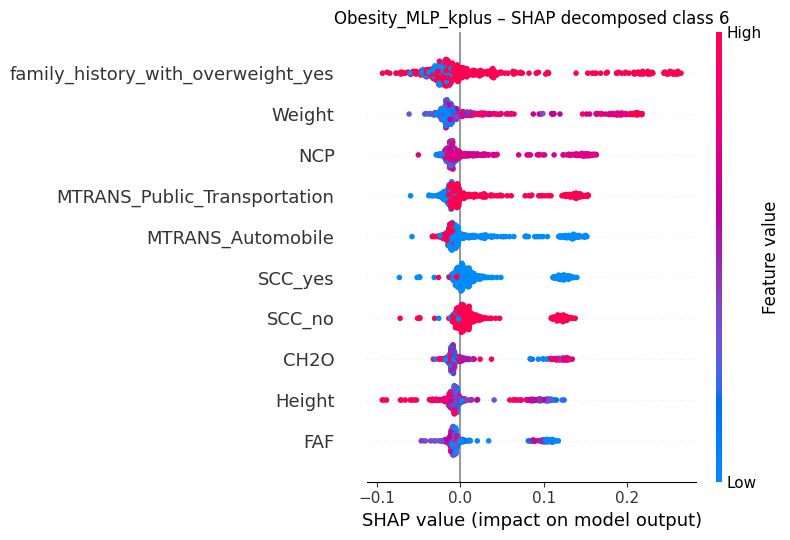 Obesity_MLP_kplus – SHAP decomposed class 6
High
family_history_with_overweight_yes
Weight
NCP
MTRANS_Public_Transportation
MTRANS_Automobile
SCC_yes
SCC_no
CH2O
Height
FAF
Feature value
Low
−0.1 0.0 0.1 0.2
SHAP value (impact on model output)